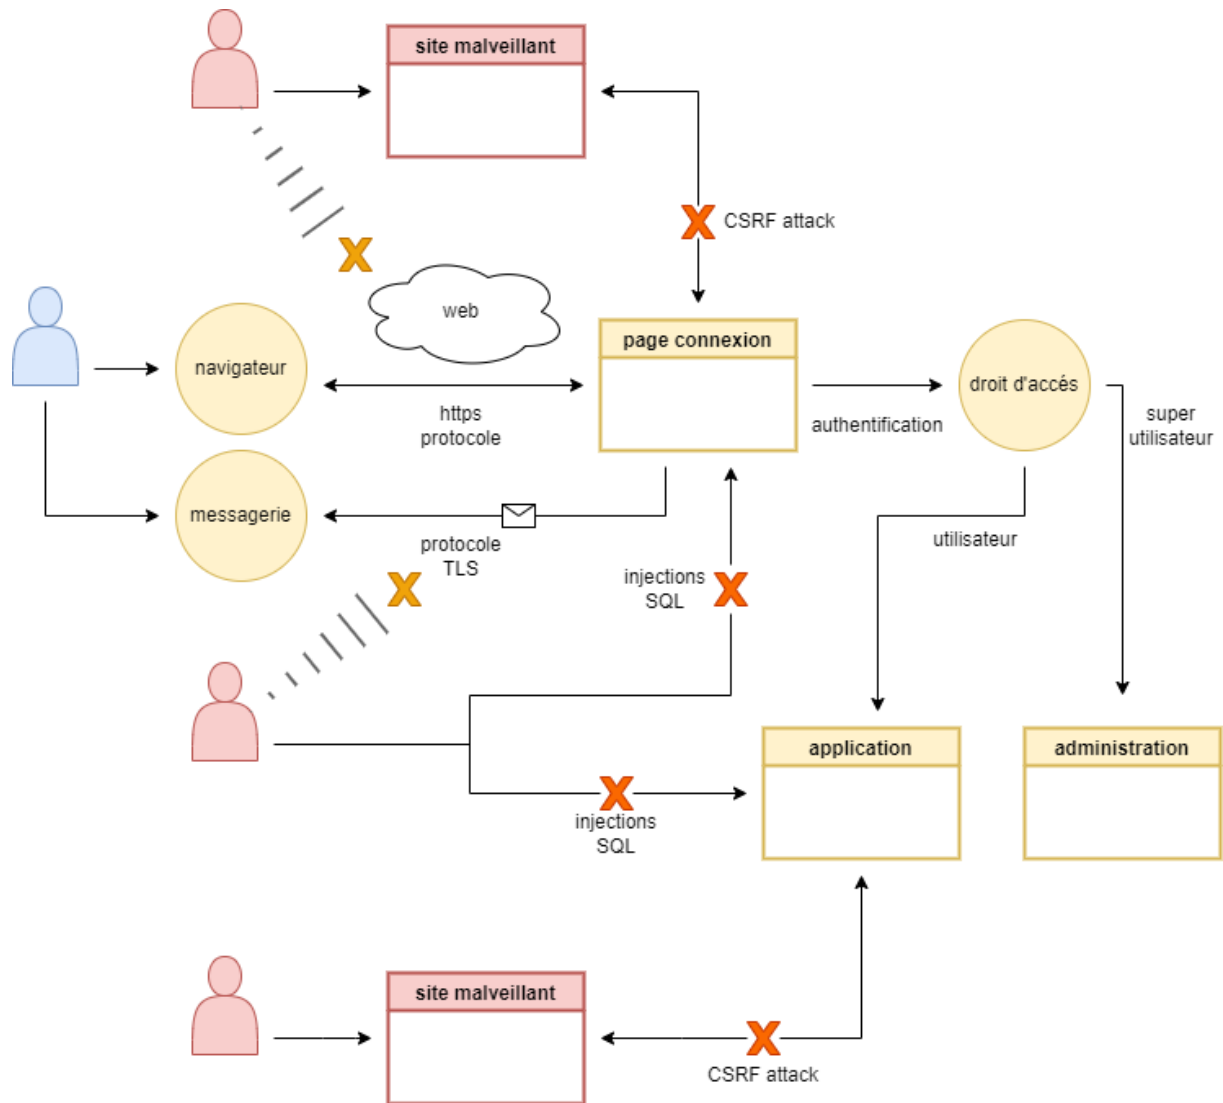 site malveillant
CSRF attack
web
navigateur
page connexion
droit d'accés
https
protocole
authentification
super
utilisateur
messagerie
protocole
TLS
utilisateur
injections
SQL
application
administration
injections
SQL
site malveillant
CSRF attack